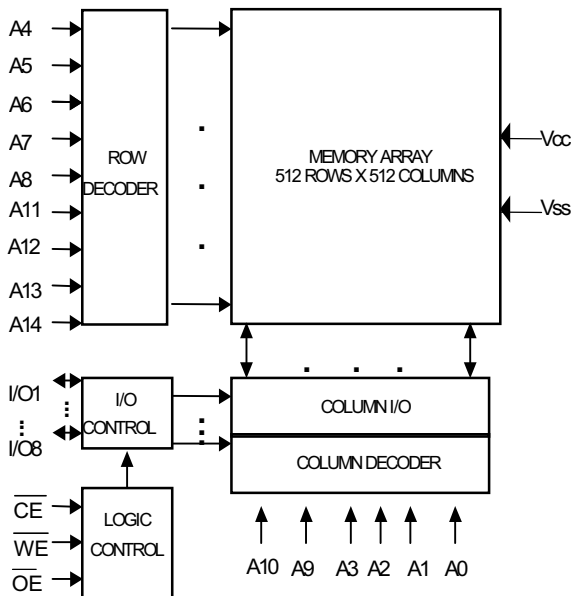 A4
A5
A6
A7
A8
A11
A12
A13
A14
ROW
DECODER
MEMORY ARRAY
512 ROWS X 512 COLUMNS
Vcc
Vss
I/O1
I/O8
I/O
CONTROL
COLUMN I/O
COLUMN DECODER
CE
WE
OE
LOGIC
CONTROL
A10 A9 A3 A2 A1 A0